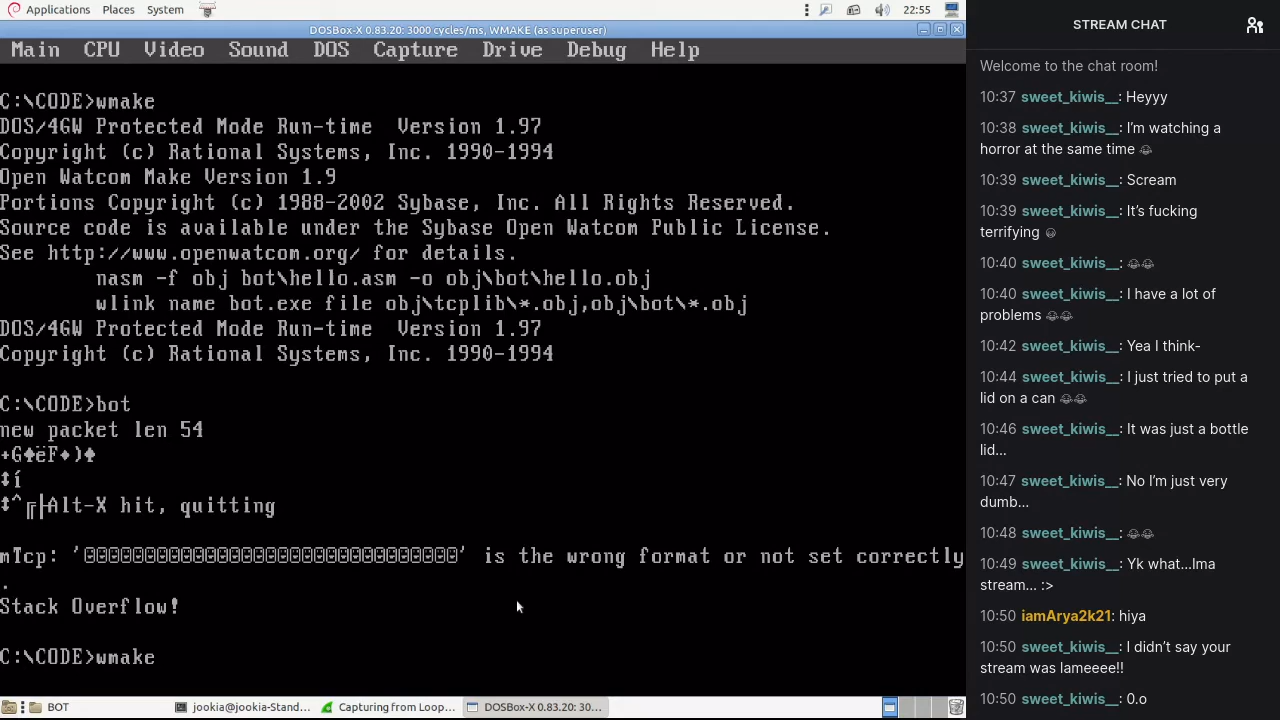 Applications Places System 22:55
DOSBox-X 0.83.20: 3000 cycles/ms, WMAKE (as superuser)
Main CPU Video Sound DOS Capture Drive Debug Help
C:\CODE>wmake
DOS/4GW Protected Mode Run-time Version 1.97
Copyright (c) Rational Systems, Inc. 1990-1994
Open Watcom Make Version 1.9
Portions Copyright (c) 1988-2002 Sybase, Inc. All Rights Reserved.
Source code is available under the Sybase Open Watcom Public License.
See http://www.openwatcom.org/ for details.
nasm -f obj bot\hello.asm -o obj\bot\hello.obj
wlink name bot.exe file obj\tcplib\*.obj,obj\bot\*.obj
DOS/4GW Protected Mode Run-time Version 1.97
Copyright (c) Rational Systems, Inc. 1990-1994
C:\CODE>bot
new packet len 54
+G♣ëF♦)♣
↕í
↕^╔├Alt-X hit, quitting
mTcp: '' is the wrong format or not set correctly
.
Stack Overflow!
C:\CODE>wmake
BOT
jookia@jookia-Stand...
Capturing from Loop...
DOSBox-X 0.83.20: 30...
STREAM CHAT
Welcome to the chat room!
10:37 sweet_kiwis__: Heyyy
10:38 sweet_kiwis__: I'm watching a
horror at the same time 😂
10:39 sweet_kiwis__: Scream
10:39 sweet_kiwis__: It's fucking
terrifying 😀
10:40 sweet_kiwis__: 😂😂
10:40 sweet_kiwis__: I have a lot of
problems 😂😂
10:42 sweet_kiwis__: Yea I think-
10:44 sweet_kiwis__: I just tried to put a
lid on a can 😂😂
10:46 sweet_kiwis__: It was just a bottle
lid...
10:47 sweet_kiwis__: No I'm just very
dumb...
10:48 sweet_kiwis__: 😂😂
10:49 sweet_kiwis__: Yk what...Ima
stream... :>
10:50 iamArya2k21: hiya
10:50 sweet_kiwis__: I didn't say your
stream was lameeee!!
10:50 sweet_kiwis__: 0.o